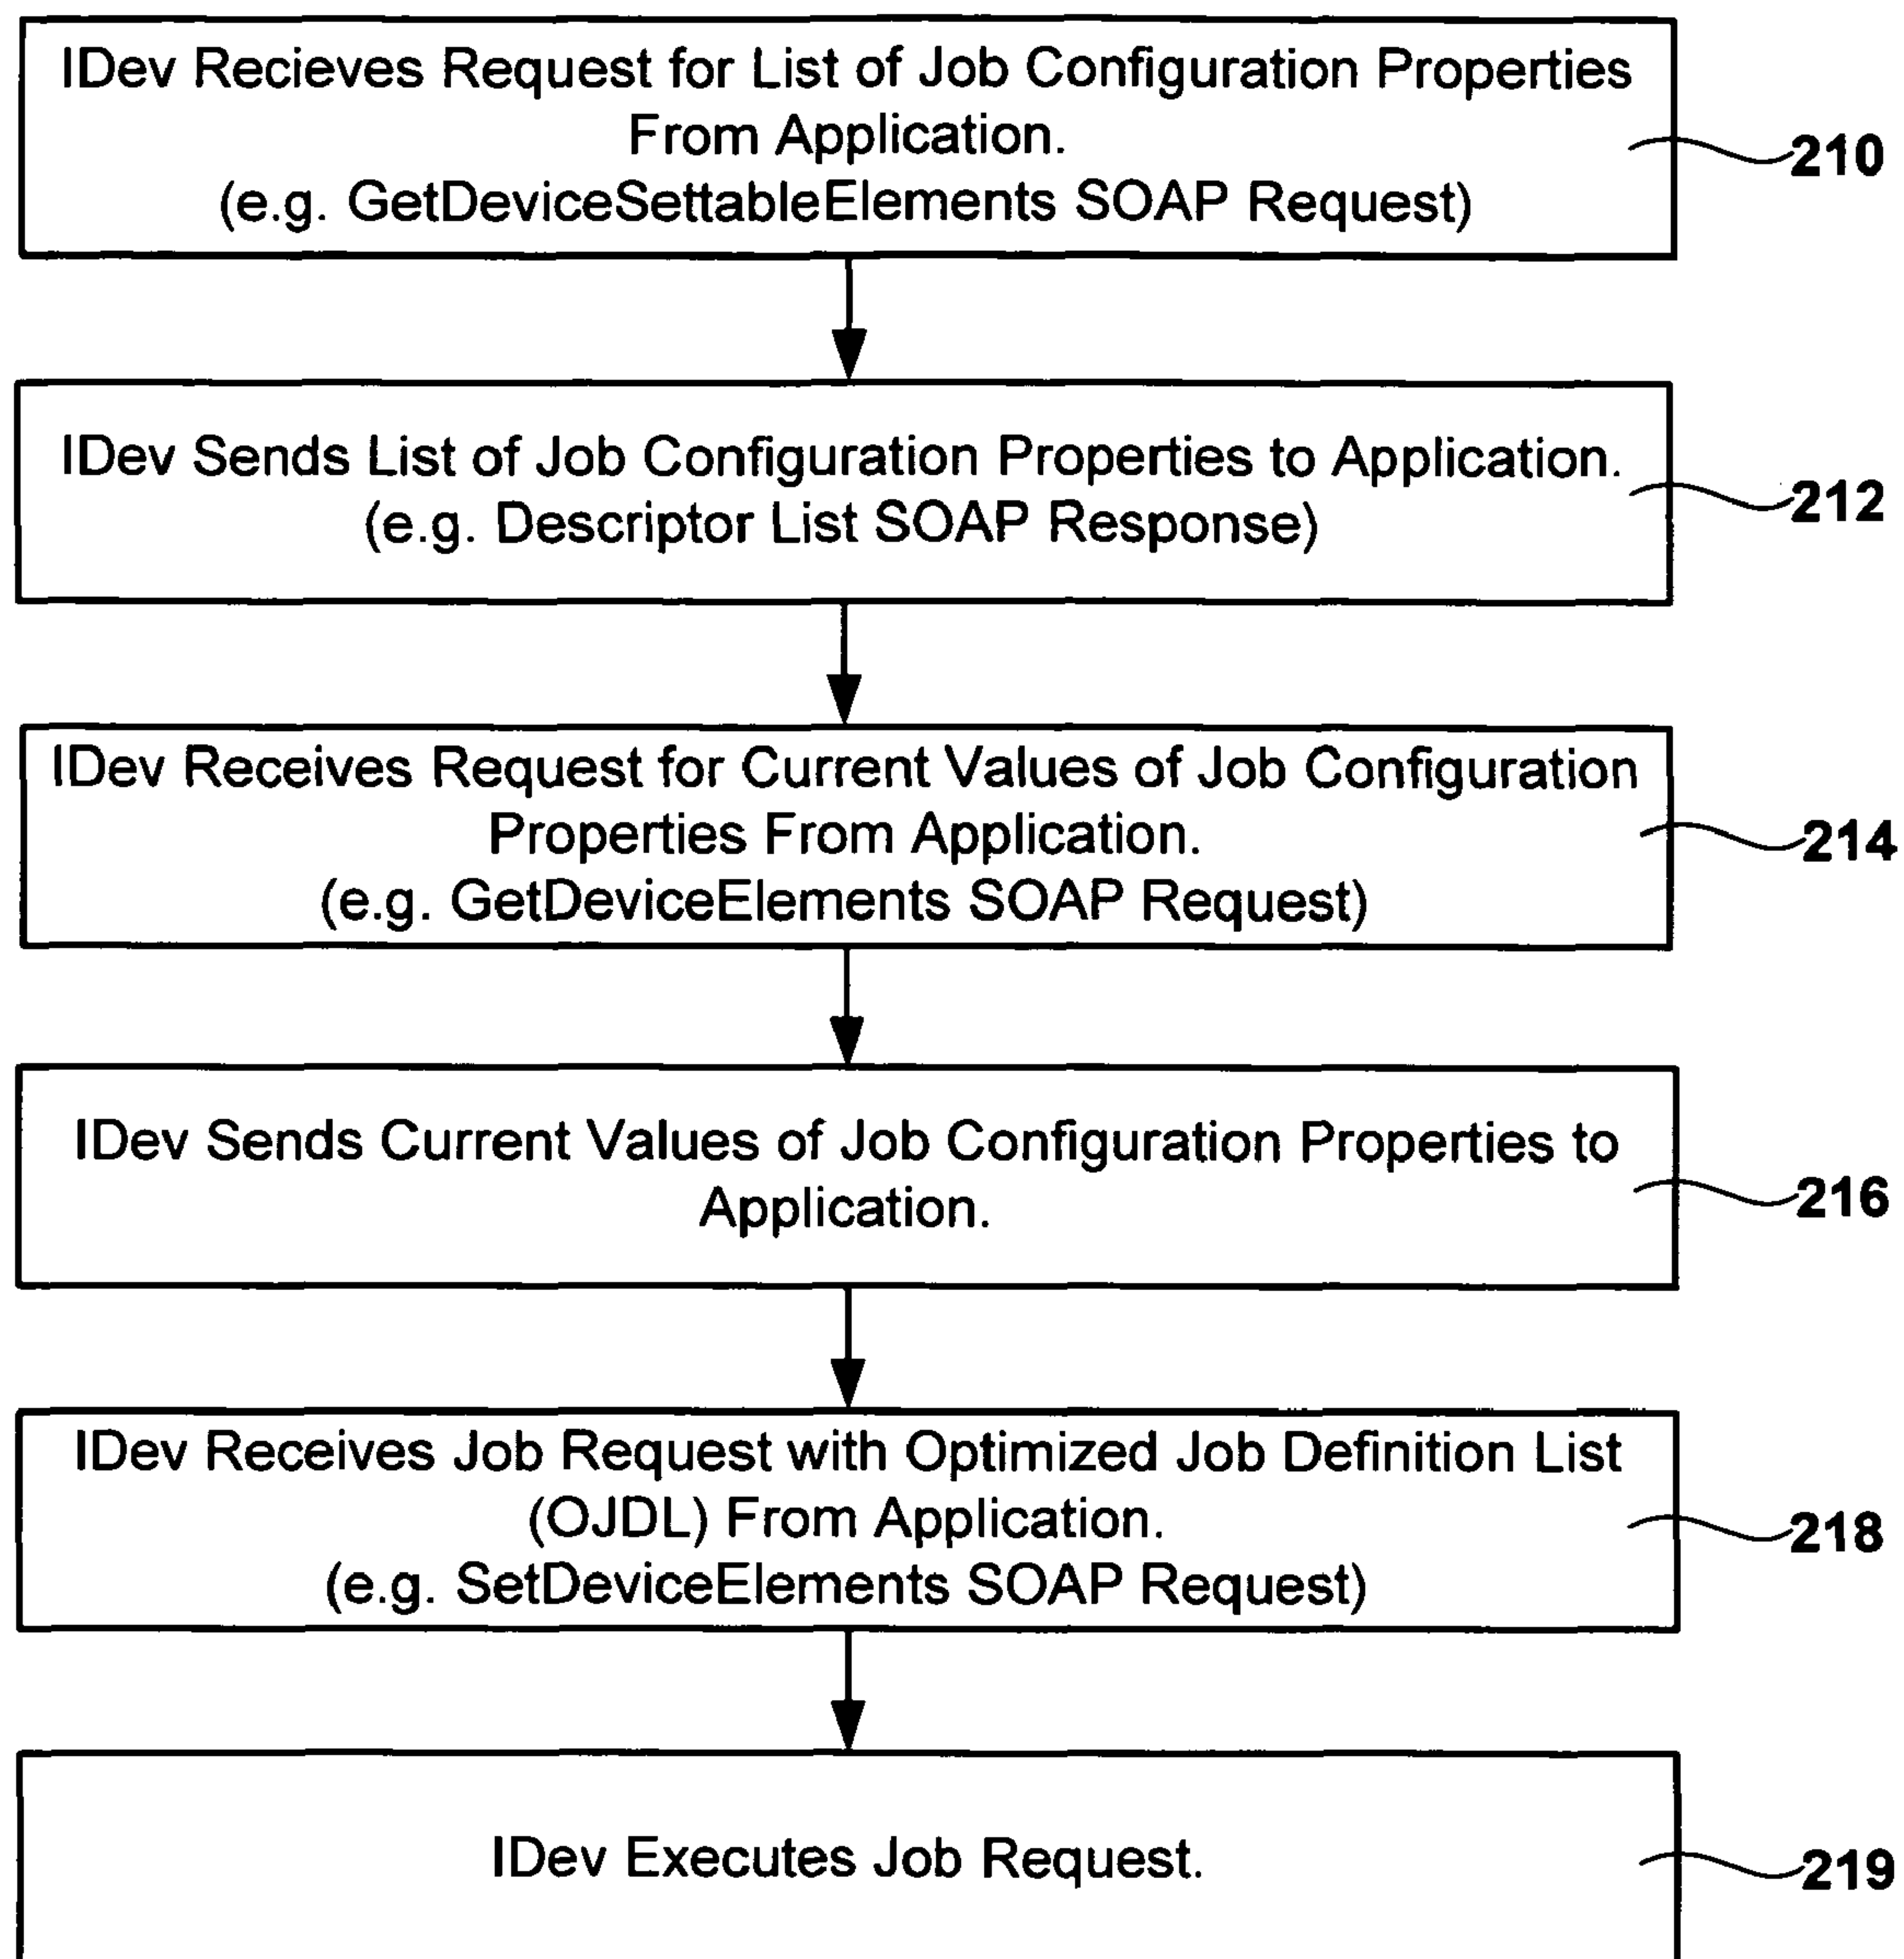 IDev Recieves Request for List of Job Configuration Properties
From Application.
(e.g. GetDeviceSettableElements SOAP Request)
210
IDev Sends List of Job Configuration Properties to Application.
(e.g. Descriptor List SOAP Response)
212
IDev Receives Request for Current Values of Job Configuration
Properties From Application.
(e.g. GetDeviceElements SOAP Request)
214
IDev Sends Current Values of Job Configuration Properties to
Application.
216
IDev Receives Job Request with Optimized Job Definition List
(OJDL) From Application.
(e.g. SetDeviceElements SOAP Request)
218
IDev Executes Job Request.
219